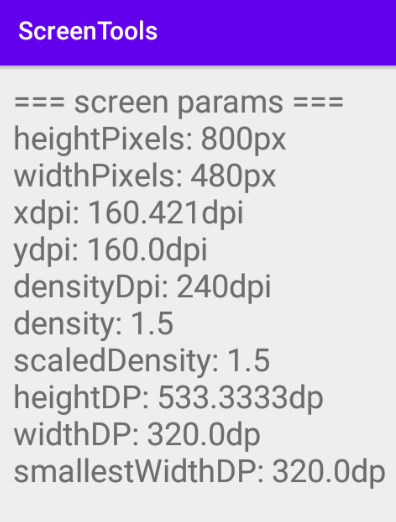 ScreenTools
=== screen params ===
heightPixels: 800px
widthPixels: 480px
xdpi: 160.421dpi
ydpi: 160.0dpi
densityDpi: 240dpi
density: 1.5
scaledDensity: 1.5
heightDP: 533.3333dp
widthDP: 320.0dp
smallestWidthDP: 320.0dp